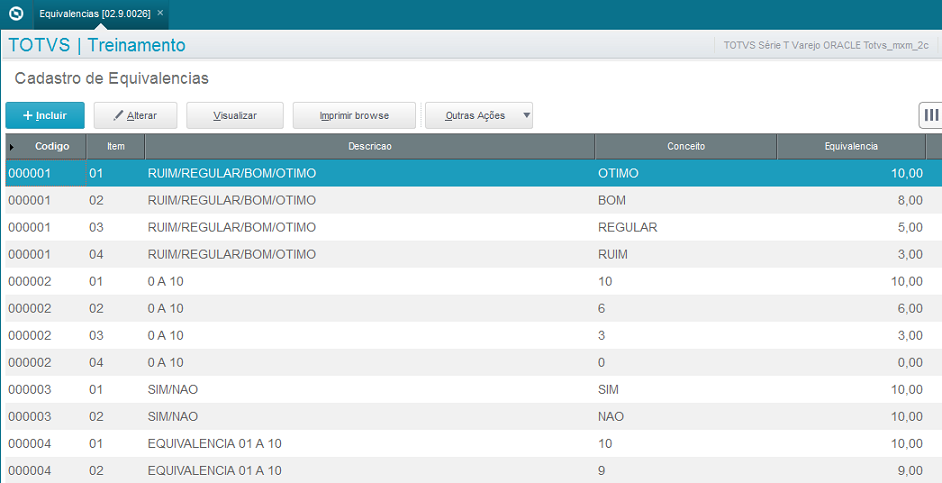 Equivalencias [02.9.0026] ×
TOTVS | Treinamento
TOTVS Série T Varejo ORACLE Totvs_mxm_2c
Cadastro de Equivalencias
+ Incluir Alterar Visualizar Imprimir browse Outras Ações
Codigo Item Descricao Conceito Equivalencia
000001 01 RUIM/REGULAR/BOM/OTIMO OTIMO 10,00
000001 02 RUIM/REGULAR/BOM/OTIMO BOM 8,00
000001 03 RUIM/REGULAR/BOM/OTIMO REGULAR 5,00
000001 04 RUIM/REGULAR/BOM/OTIMO RUIM 3,00
000002 01 0 A 10 10 10,00
000002 02 0 A 10 6 6,00
000002 03 0 A 10 3 3,00
000002 04 0 A 10 0 0,00
000003 01 SIM/NAO SIM 10,00
000003 02 SIM/NAO NAO 10,00
000004 01 EQUIVALENCIA 01 A 10 10 10,00
000004 02 EQUIVALENCIA 01 A 10 9 9,00